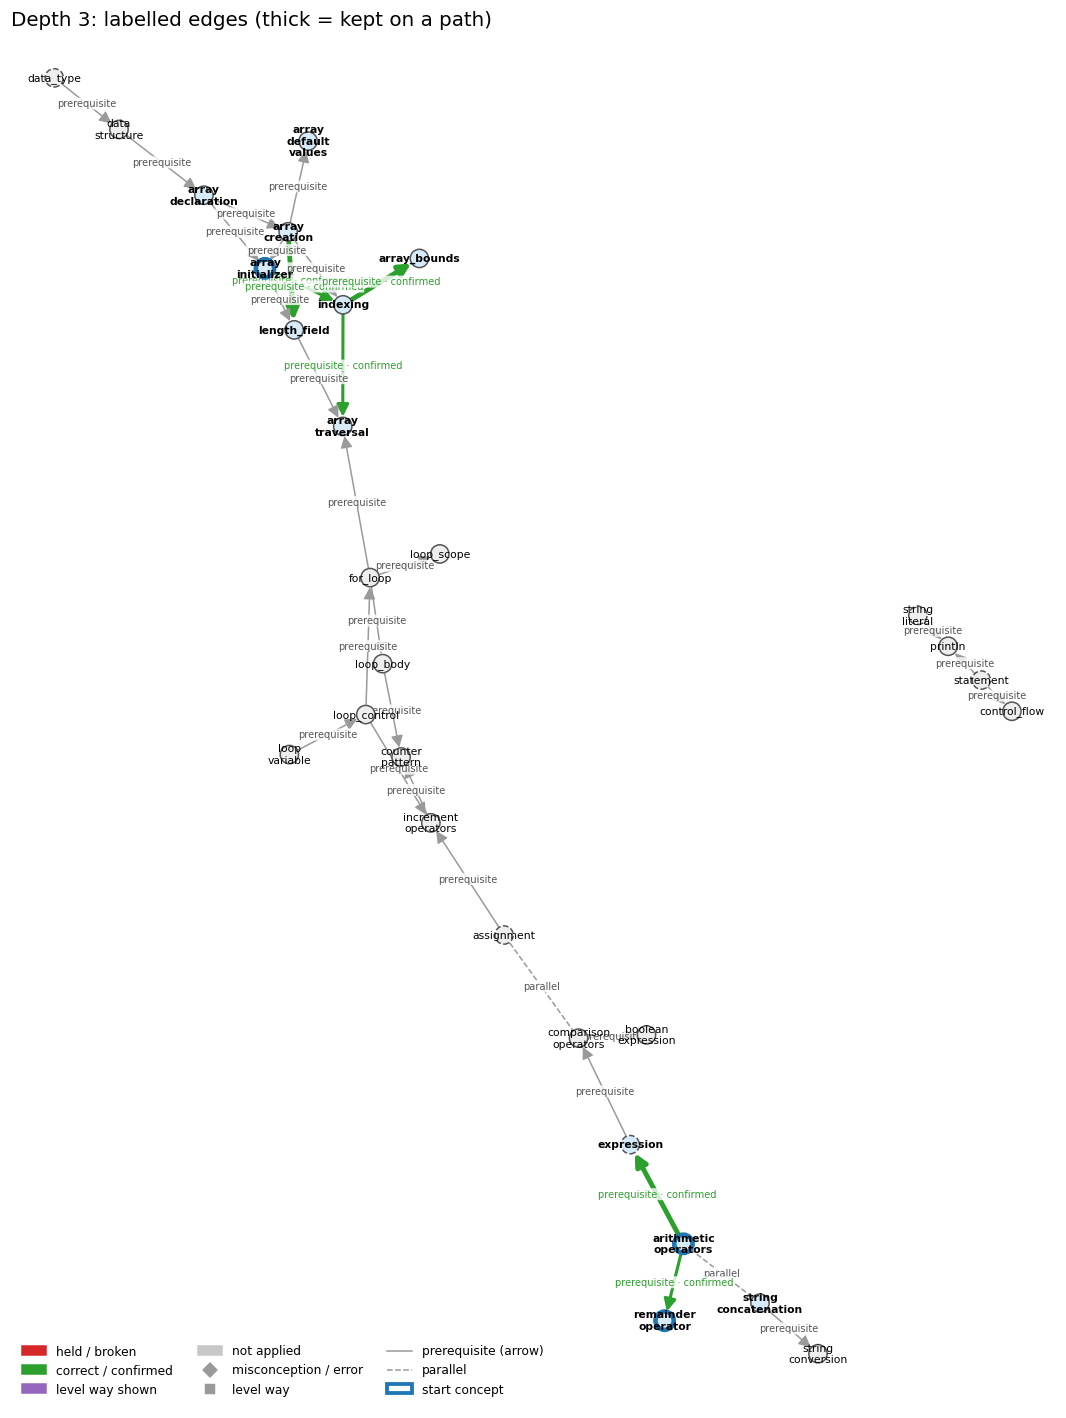 Depth 3: labelled edges (thick = kept on a path)
data_type
prerequisite
data
structure
prerequisite
array
default
values
prerequisite
array
declaration
prerequisite
prerequisite
array
creation
prerequisite
array_bounds
array
initializer
prerequisite
prerequisite · confirmed
prerequisite · confirmed
prerequisite
indexing
length_field
prerequisite · confirmed
prerequisite
array
traversal
prerequisite
loop_scope
prerequisite
for_loop
prerequisite
prerequisite
loop_body
string
literal
prerequisite
println
prerequisite
statement
prerequisite
control_flow
loop_control
prerequisite
loop
variable
counter
pattern
prerequisite
prerequisite
increment
operators
prerequisite
assignment
parallel
comparison
operators
boolean
expression
prerequisite
expression
prerequisite · confirmed
arithmetic
operators
parallel
prerequisite · confirmed
string
concatenation
remainder
operator
prerequisite
string
conversion
held / broken
correct / confirmed
level way shown
not applied
misconception / error
level way
prerequisite (arrow)
parallel
start concept